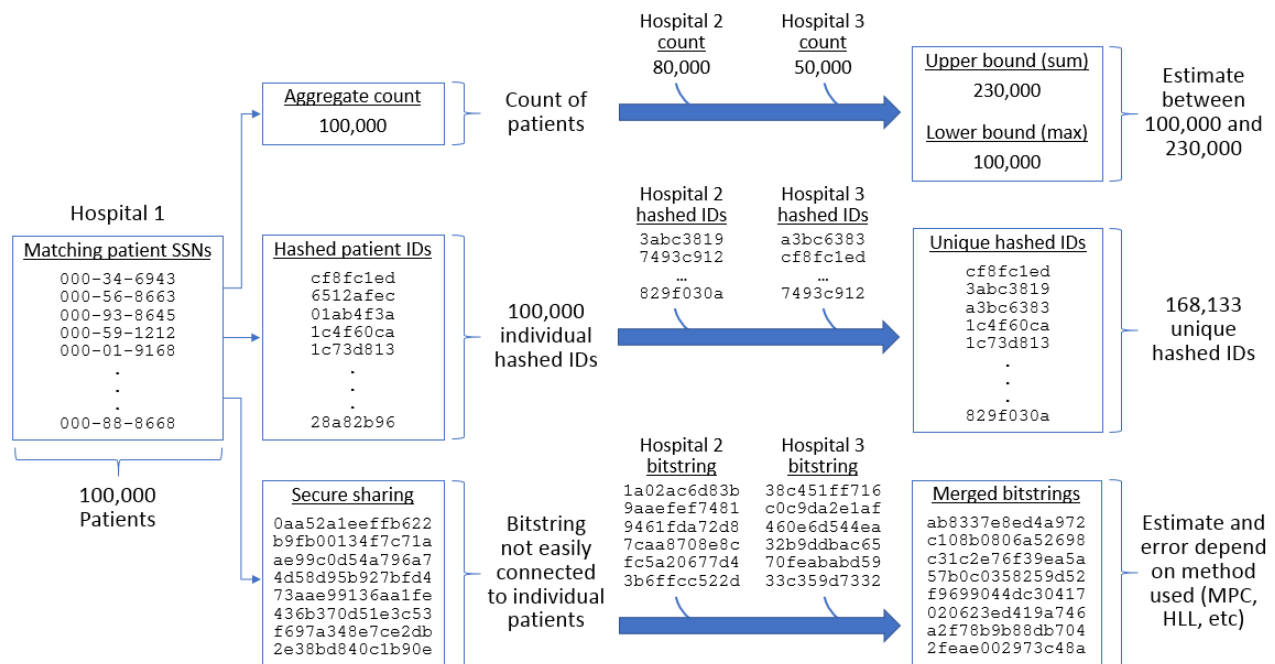 Hospital 1
Matching patient SSNs
000-34-6943
000-56-8663
000-93-8645
000-59-1212
000-01-9168
.
.
.
000-88-8668
100,000
Patients
Aggregate count
100,000
Count of
patients
Hospital 2
count
80,000
Hospital 3
count
50,000
Upper bound (sum)
230,000
Lower bound (max)
100,000
Estimate
between
100,000 and
230,000
Hashed patient IDs
cf8fc1ed
6512afec
01ab4f3a
1c4f60ca
1c73d813
.
.
.
28a82b96
100,000
individual
hashed IDs
Hospital 2
hashed IDs
3abc3819
7493c912
…
829f030a
Hospital 3
hashed IDs
a3bc6383
cf8fc1ed
…
7493c912
Unique hashed IDs
cf8fc1ed
3abc3819
a3bc6383
1c4f60ca
1c73d813
.
.
.
829f030a
168,133
unique
hashed IDs
Secure sharing
0aa52a1eeffb622
b9fb00134f7c71a
ae99c0d54a796a7
4d58d95b927bfd4
73aae99136aa1fe
436b370d51e3c53
f697a348e7ce2db
2e38bd840c1b90e
Bitstring
not easily
connected
to individual
patients
Hospital 2
bitstring
1a02ac6d83b
9aaefef7481
9461fda72d8
7caa8708e8c
fc5a20677d4
3b6ffcc522d
Hospital 3
bitstring
38c451ff716
c0c9da2e1af
460e6d544ea
32b9ddbac65
70feababd59
33c359d7332
Merged bitstrings
ab8337e8ed4a972
c108b0806a52698
c31c2e76f39ea5a
57b0c0358259d52
f9699044dc30417
020623ed419a746
a2f78b9b88db704
2feae002973c48a
Estimate and
error depend
on method
used (MPC,
HLL, etc)